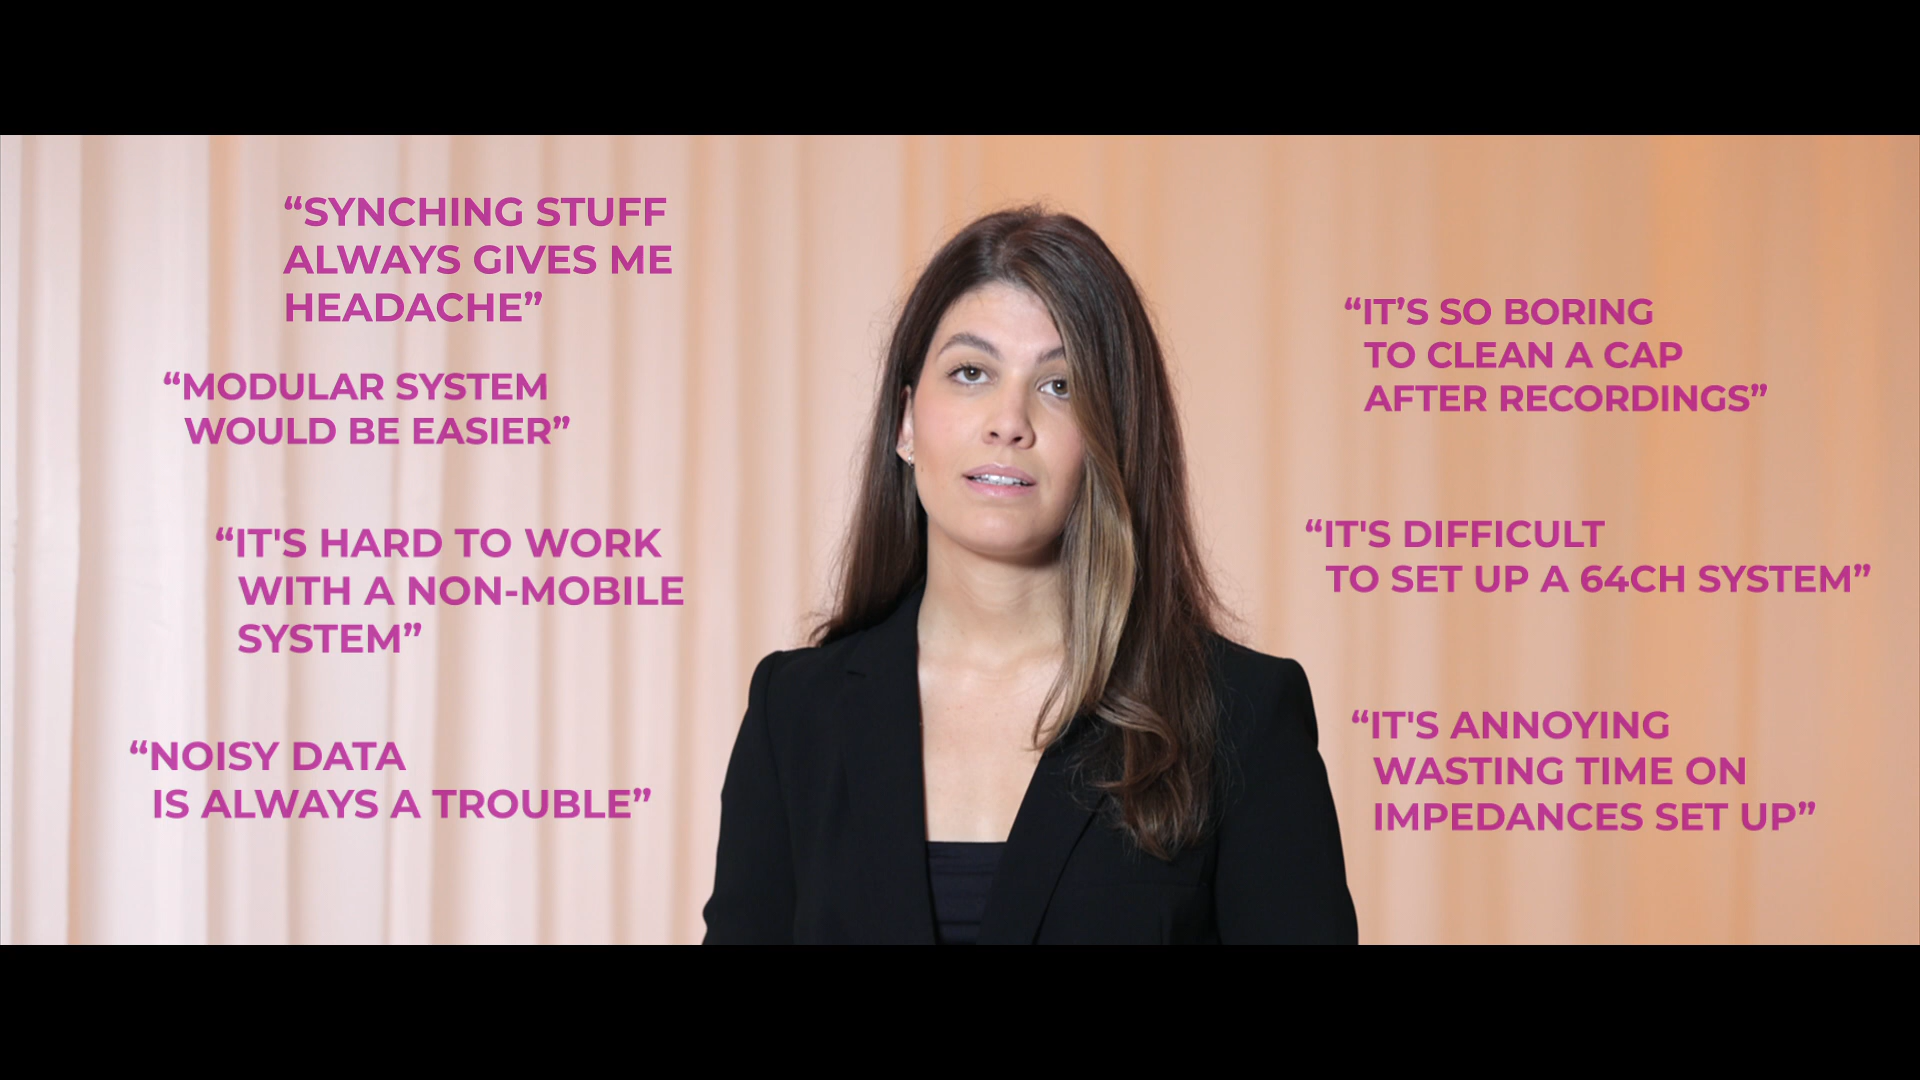 “SYNCHING STUFF
ALWAYS GIVES ME
HEADACHE”
“MODULAR SYSTEM
WOULD BE EASIER”
“IT'S HARD TO WORK
WITH A NON-MOBILE
SYSTEM”
“NOISY DATA
IS ALWAYS A TROUBLE”
“IT’S SO BORING
TO CLEAN A CAP
AFTER RECORDINGS”
“IT'S DIFFICULT
TO SET UP A 64CH SYSTEM”
“IT'S ANNOYING
WASTING TIME ON
IMPEDANCES SET UP”